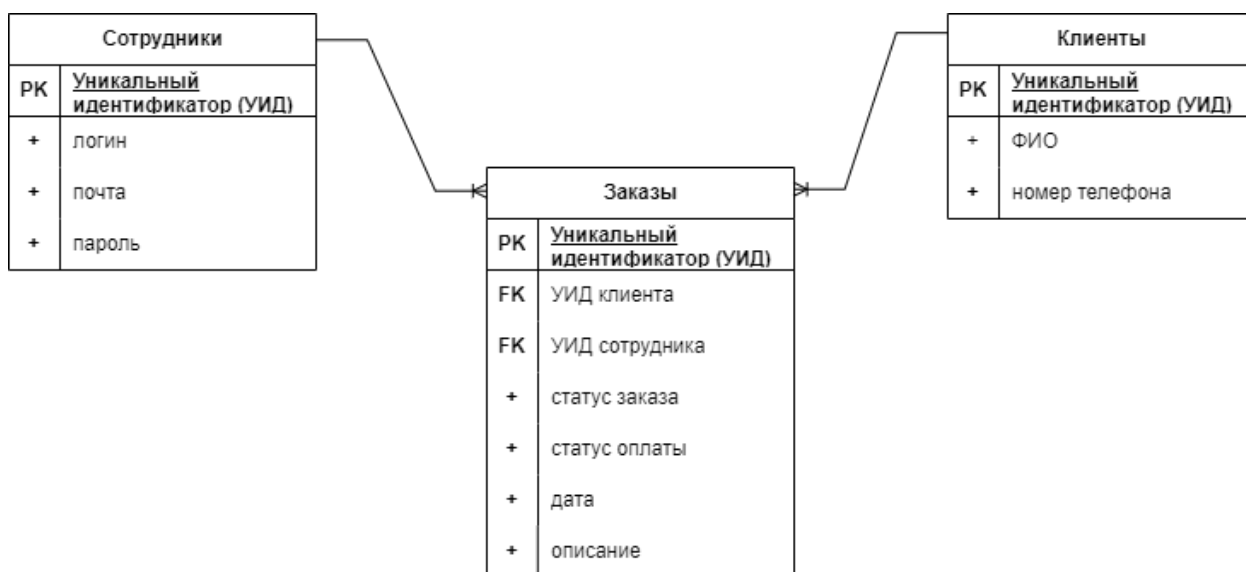 Сотрудники
PK Уникальный
идентификатор (УИД)
+ логин
+ почта
+ пароль
Клиенты
PK Уникальный
идентификатор (УИД)
+ ФИО
+ номер телефона
Заказы
PK Уникальный
идентификатор (УИД)
FK УИД клиента
FK УИД сотрудника
+ статус заказа
+ статус оплаты
+ дата
+ описание